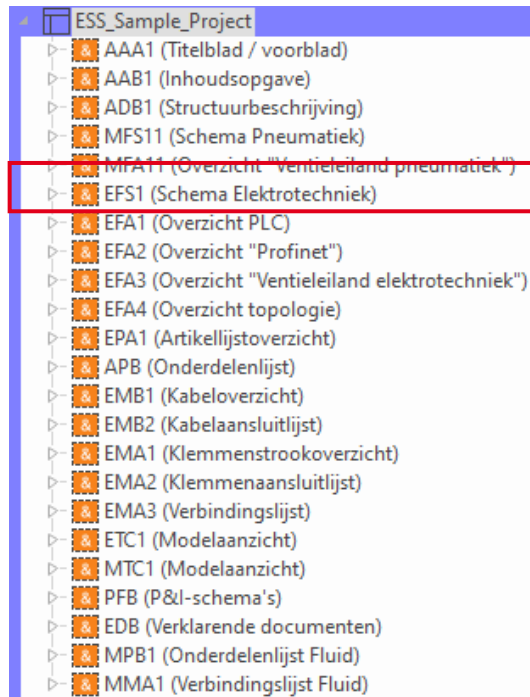 ESS_Sample_Project
& AAA1 (Titelblad / voorblad)
& AAB1 (Inhoudsopgave)
& ADB1 (Structuurbeschrijving)
& MFS11 (Schema Pneumatiek)
& MFA11 (Overzicht "Ventieleiland pneumatiek")
& EFS1 (Schema Elektrotechniek)
& EFA1 (Overzicht PLC)
& EFA2 (Overzicht "Profinet")
& EFA3 (Overzicht "Ventieleiland elektrotechniek")
& EFA4 (Overzicht topologie)
& EPA1 (Artikellijstoverzicht)
& APB (Onderdelenlijst)
& EMB1 (Kabeloverzicht)
& EMB2 (Kabelaansluitlijst)
& EMA1 (Klemmenstrookoverzicht)
& EMA2 (Klemmenaansluitlijst)
& EMA3 (Verbindingslijst)
& ETC1 (Modelaanzicht)
& MTC1 (Modelaanzicht)
& PFB (P&I-schema's)
& EDB (Verklarende documenten)
& MPB1 (Onderdelenlijst Fluid)
& MMA1 (Verbindingslijst Fluid)